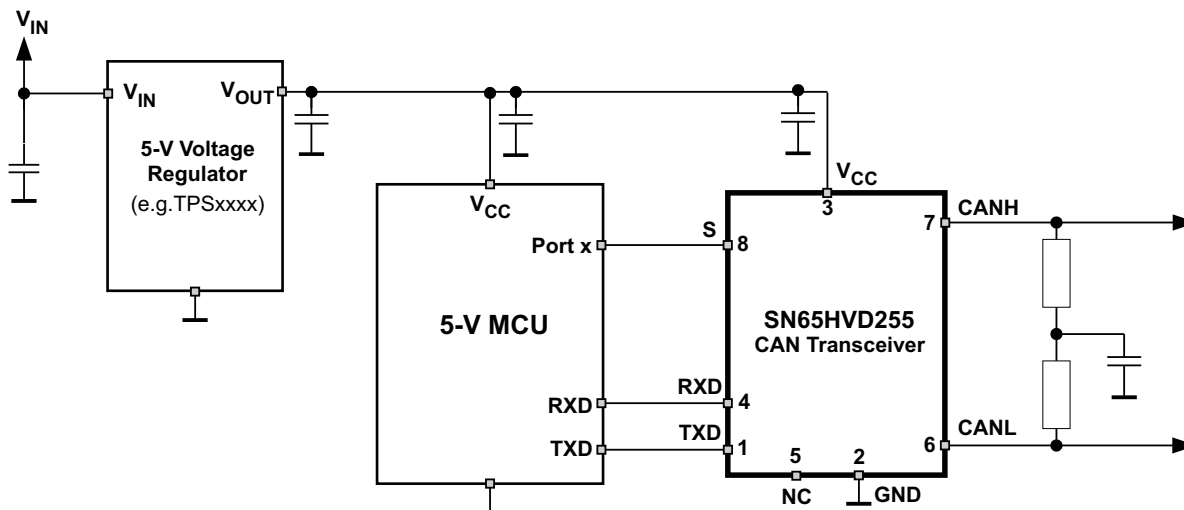 VIN
VIN
VOUT
5-V Voltage
Regulator
(e.g.TPSxxxx)
VCC
Port x
5-V MCU
RXD
TXD
S
RXD
TXD
VCC
3
8
4
1
7
6
SN65HVD255
CAN Transceiver
5
2
NC
GND
CANH
CANL